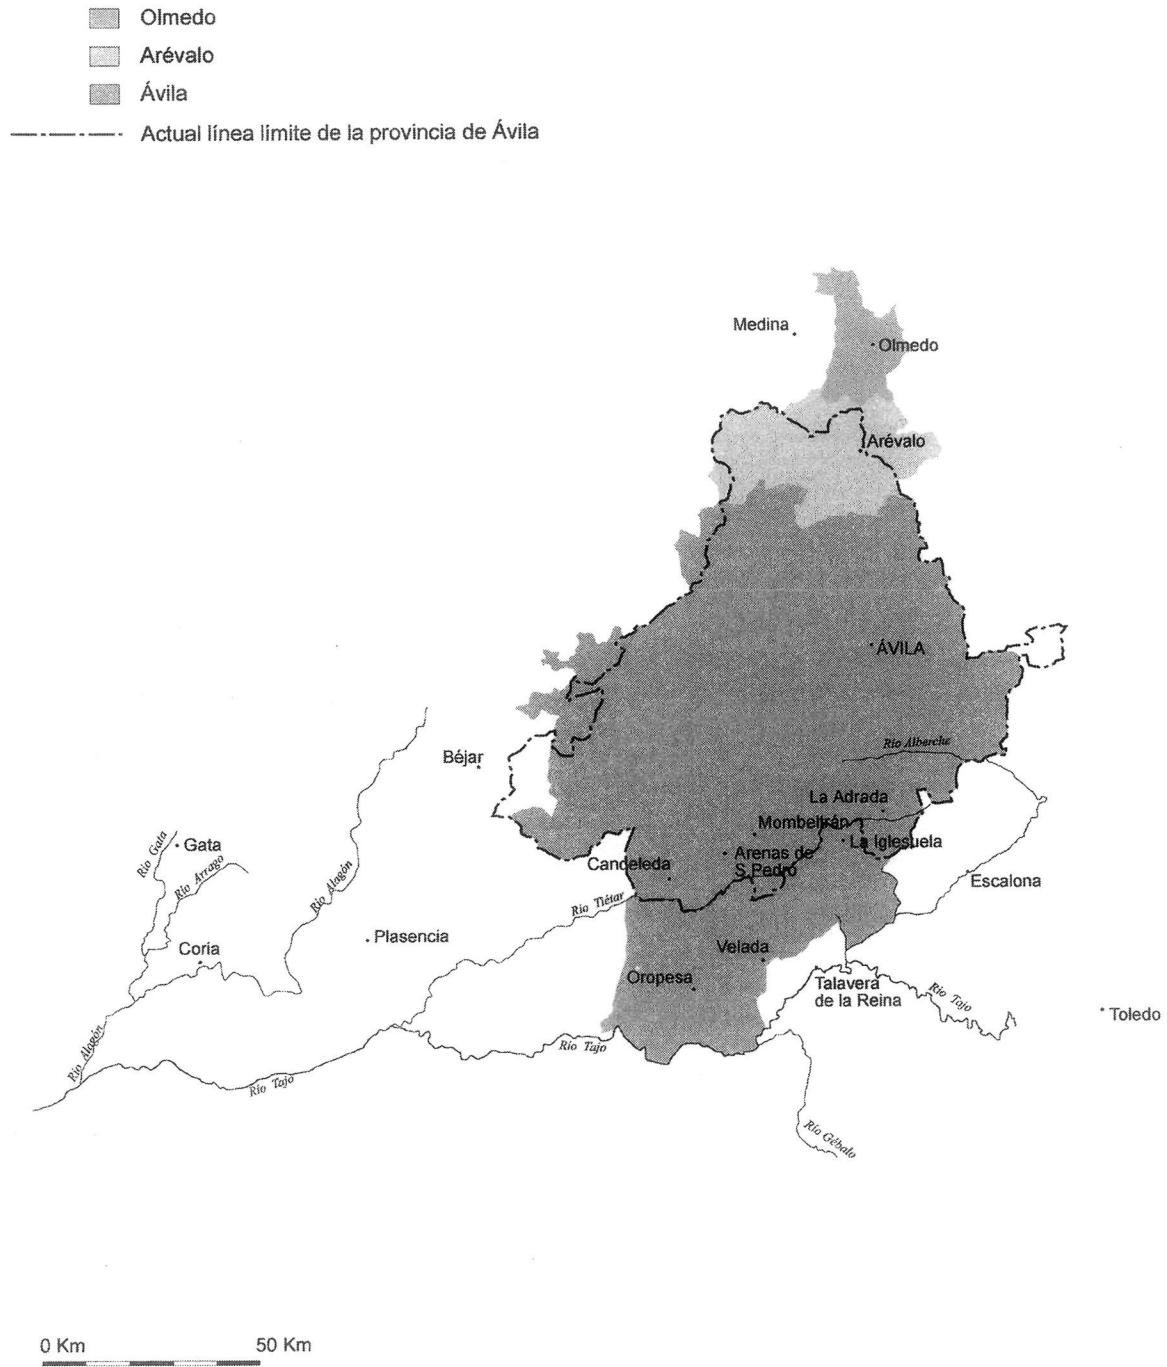 Olmedo
Arévalo
Ávila
Actual línea límite de la provincia de Ávila
Medina
Olmedo
Arévalo
ÁVILA
Río Alberche
Béjar
La Adrada
Mombeltrán
La Iglesuela
Gata
Río Gata
Río Arrago
Río Alagón
Candeleda
Arenas de
S.Pedro
Escalona
Río Tiétar
Plasencia
Coria
Velada
Oropesa
Talavera
de la Reina
Río Tajo
Toledo
Río Alagón
Río Tajo
Río Tajo
Río Gébalo
0 Km
50 Km